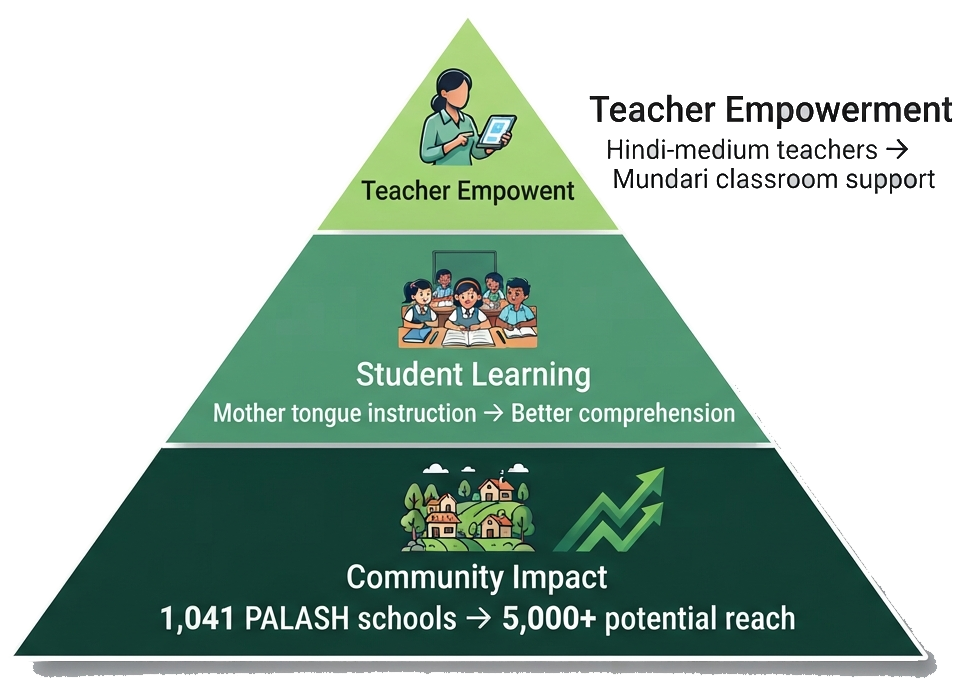 Teacher Empowerment
Hindi-medium teachers →
Mundari classroom support
Teacher Empowent
Student Learning
Mother tongue instruction → Better comprehension
Community Impact
1,041 PALASH schools → 5,000+ potential reach